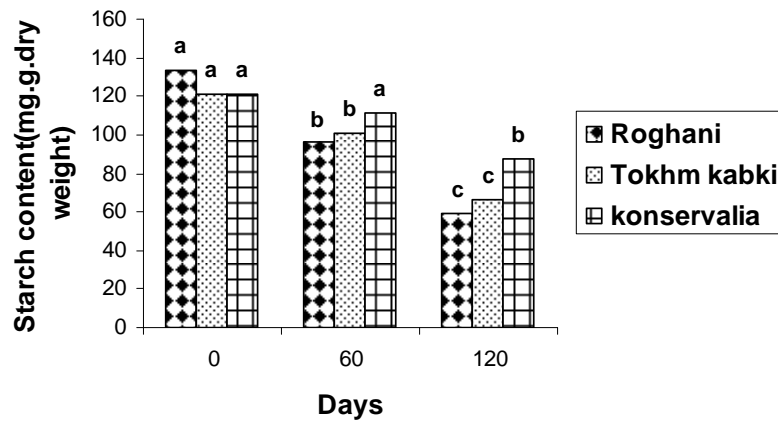 Starch content(mg.g.dry
weight)
160
140
120
100
80
60
40
20
0
a
a
a
b
b
a
c
c
b
0
60
120
Days
Roghani
Tokhm kabki
konservalia